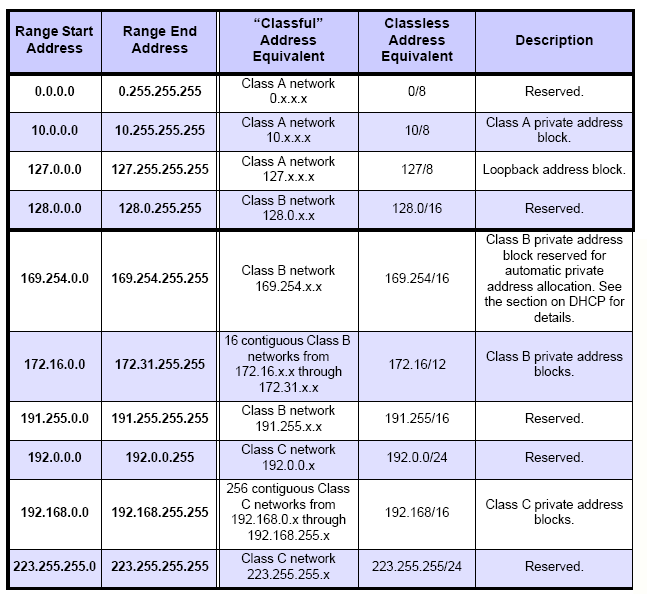 Range Start
Address
Range End
Address
“Classful”
Address
Equivalent
Classless
Address
Equivalent
Description
0.0.0.0
0.255.255.255
Class A network
0.x.x.x
0/8
Reserved.
10.0.0.0
10.255.255.255
Class A network
10.x.x.x
10/8
Class A private address
block.
127.0.0.0
127.255.255.255
Class A network
127.x.x.x
127/8
Loopback address block.
128.0.0.0
128.0.255.255
Class B network
128.0.x.x
128.0/16
Reserved.
169.254.0.0
169.254.255.255
Class B network
169.254.x.x
169.254/16
Class B private address
block reserved for
automatic private
address allocation. See
the section on DHCP for
details.
172.16.0.0
172.31.255.255
16 contiguous Class B
networks from
172.16.x.x through
172.31.x.x
172.16/12
Class B private address
blocks.
191.255.0.0
191.255.255.255
Class B network
191.255.x.x
191.255/16
Reserved.
192.0.0.0
192.0.0.255
Class C network
192.0.0.x
192.0.0/24
Reserved.
192.168.0.0
192.168.255.255
256 contiguous Class
C networks from
192.168.0.x through
192.168.255.x
192.168/16
Class C private address
blocks.
223.255.255.0
223.255.255.255
Class C network
223.255.255.x
223.255.255/24
Reserved.